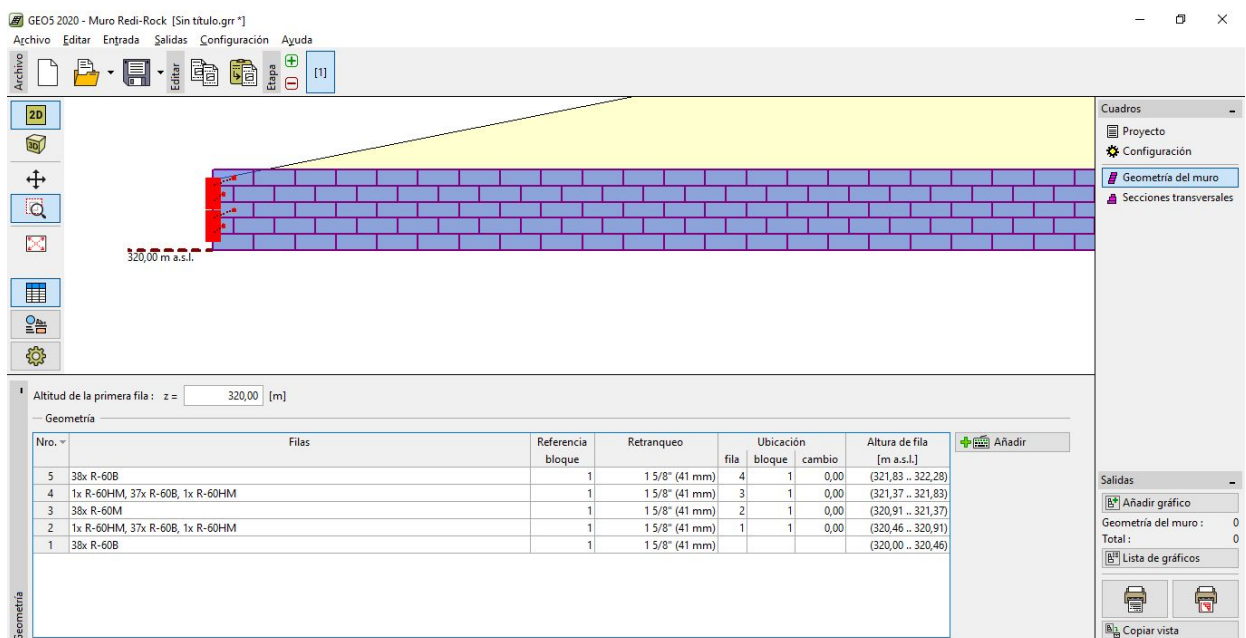 GEO5 2020 - Muro Redi-Rock [Sin título.grr *]
Archivo Editar Entrada Salidas Configuración Ayuda
Archivo
Editar
Etapa
[1]
2D
3D
320,00 m a.s.l.
Cuadros
Proyecto
Configuración
Geometría del muro
Secciones transversales
Altitud de la primera fila : z = 320,00 [m]
Geometría
Nro. Filas Referencia bloque Retranqueo Ubicación Altura de fila
fila bloque cambio [m a.s.l.]
5 38x R-60B 1 1 5/8" (41 mm) 4 1 0,00 (321,83 .. 322,28)
4 1x R-60HM, 37x R-60B, 1x R-60HM 1 1 5/8" (41 mm) 3 1 0,00 (321,37 .. 321,83)
3 38x R-60M 1 1 5/8" (41 mm) 2 1 0,00 (320,91 .. 321,37)
2 1x R-60HM, 37x R-60B, 1x R-60HM 1 1 5/8" (41 mm) 1 1 0,00 (320,46 .. 320,91)
1 38x R-60B 1 1 5/8" (41 mm) (320,00 .. 320,46)
Añadir
Geometría
Salidas
Añadir gráfico
Geometría del muro : 0
Total : 0
Lista de gráficos
Copiar vista